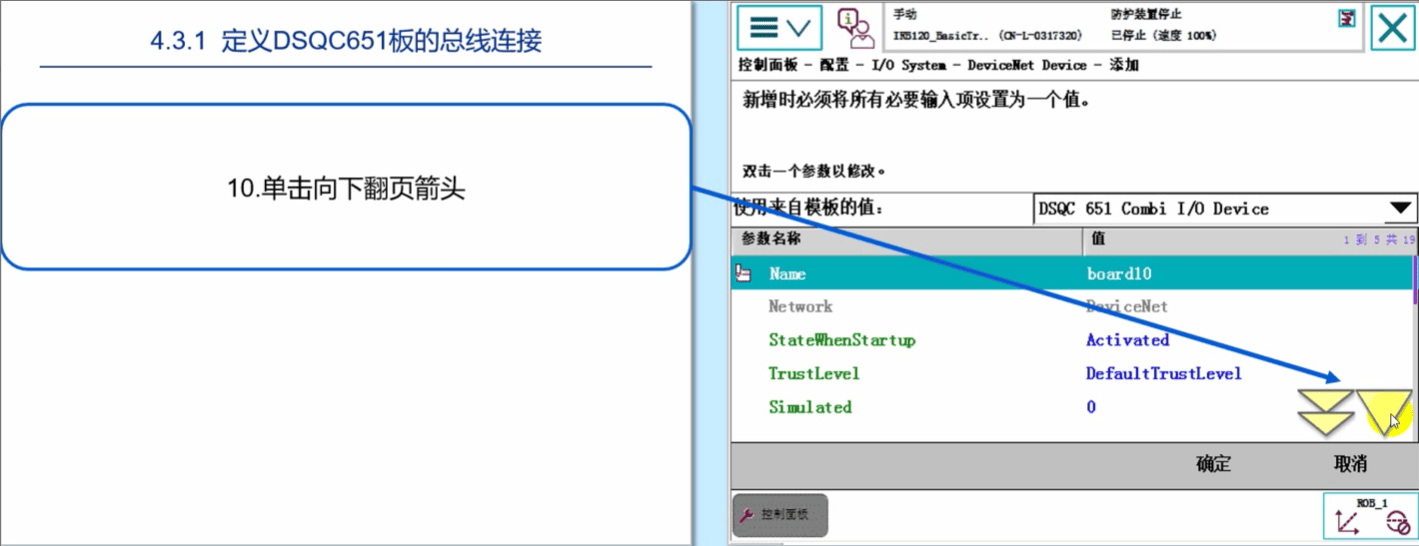 4.3.1 定义DSQC651板的总线连接
10.单击向下翻页箭头
手动
防护装置停止
IRB120_BasicTr.. (CN-L-0317320)
已停止 (速度 100%)
控制面板 - 配置 - I/O System - DeviceNet Device - 添加
新增时必须将所有必要输入项设置为一个值。
双击一个参数以修改。
使用来自模板的值:
DSQC 651 Combi I/O Device
参数名称
值
1 到 5 共 19
Name
board10
Network
DeviceNet
StateWhenStartup
Activated
TrustLevel
DefaultTrustLevel
Simulated
0
确定
取消
控制面板
ROB_1